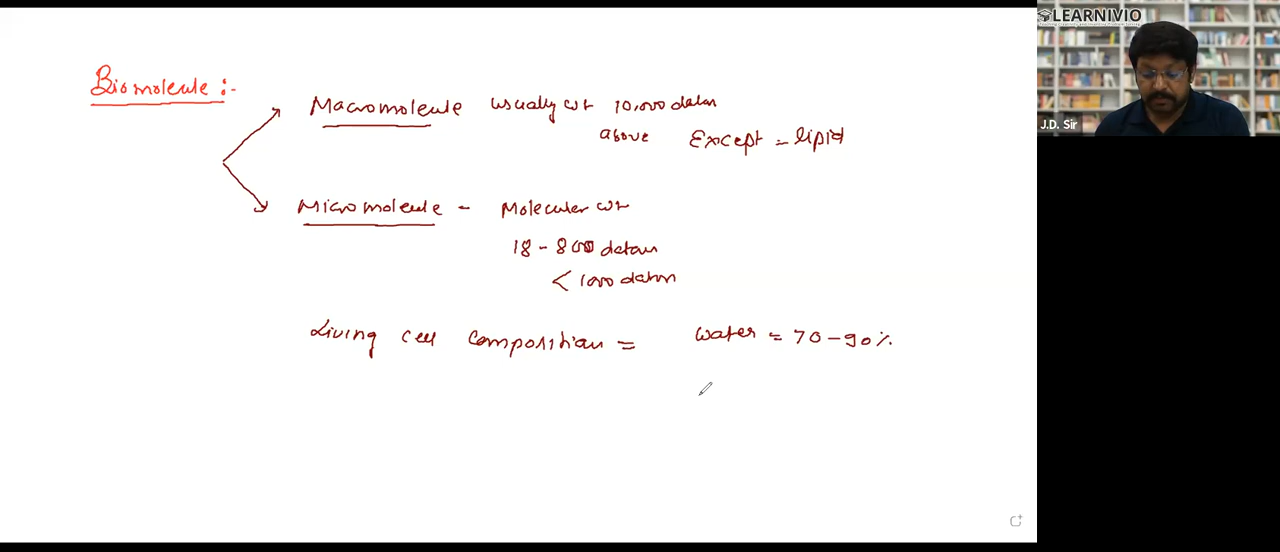 Biomolecule :-
Macromolecule usually wt 10,000 dalton
above Except = lipid
Micromolecule - Molecular wt
18 - 800 dalton
< 1000 dalton
Living cell composition = water = 70 - 90%
LEARNIVIO
J.D. Sir